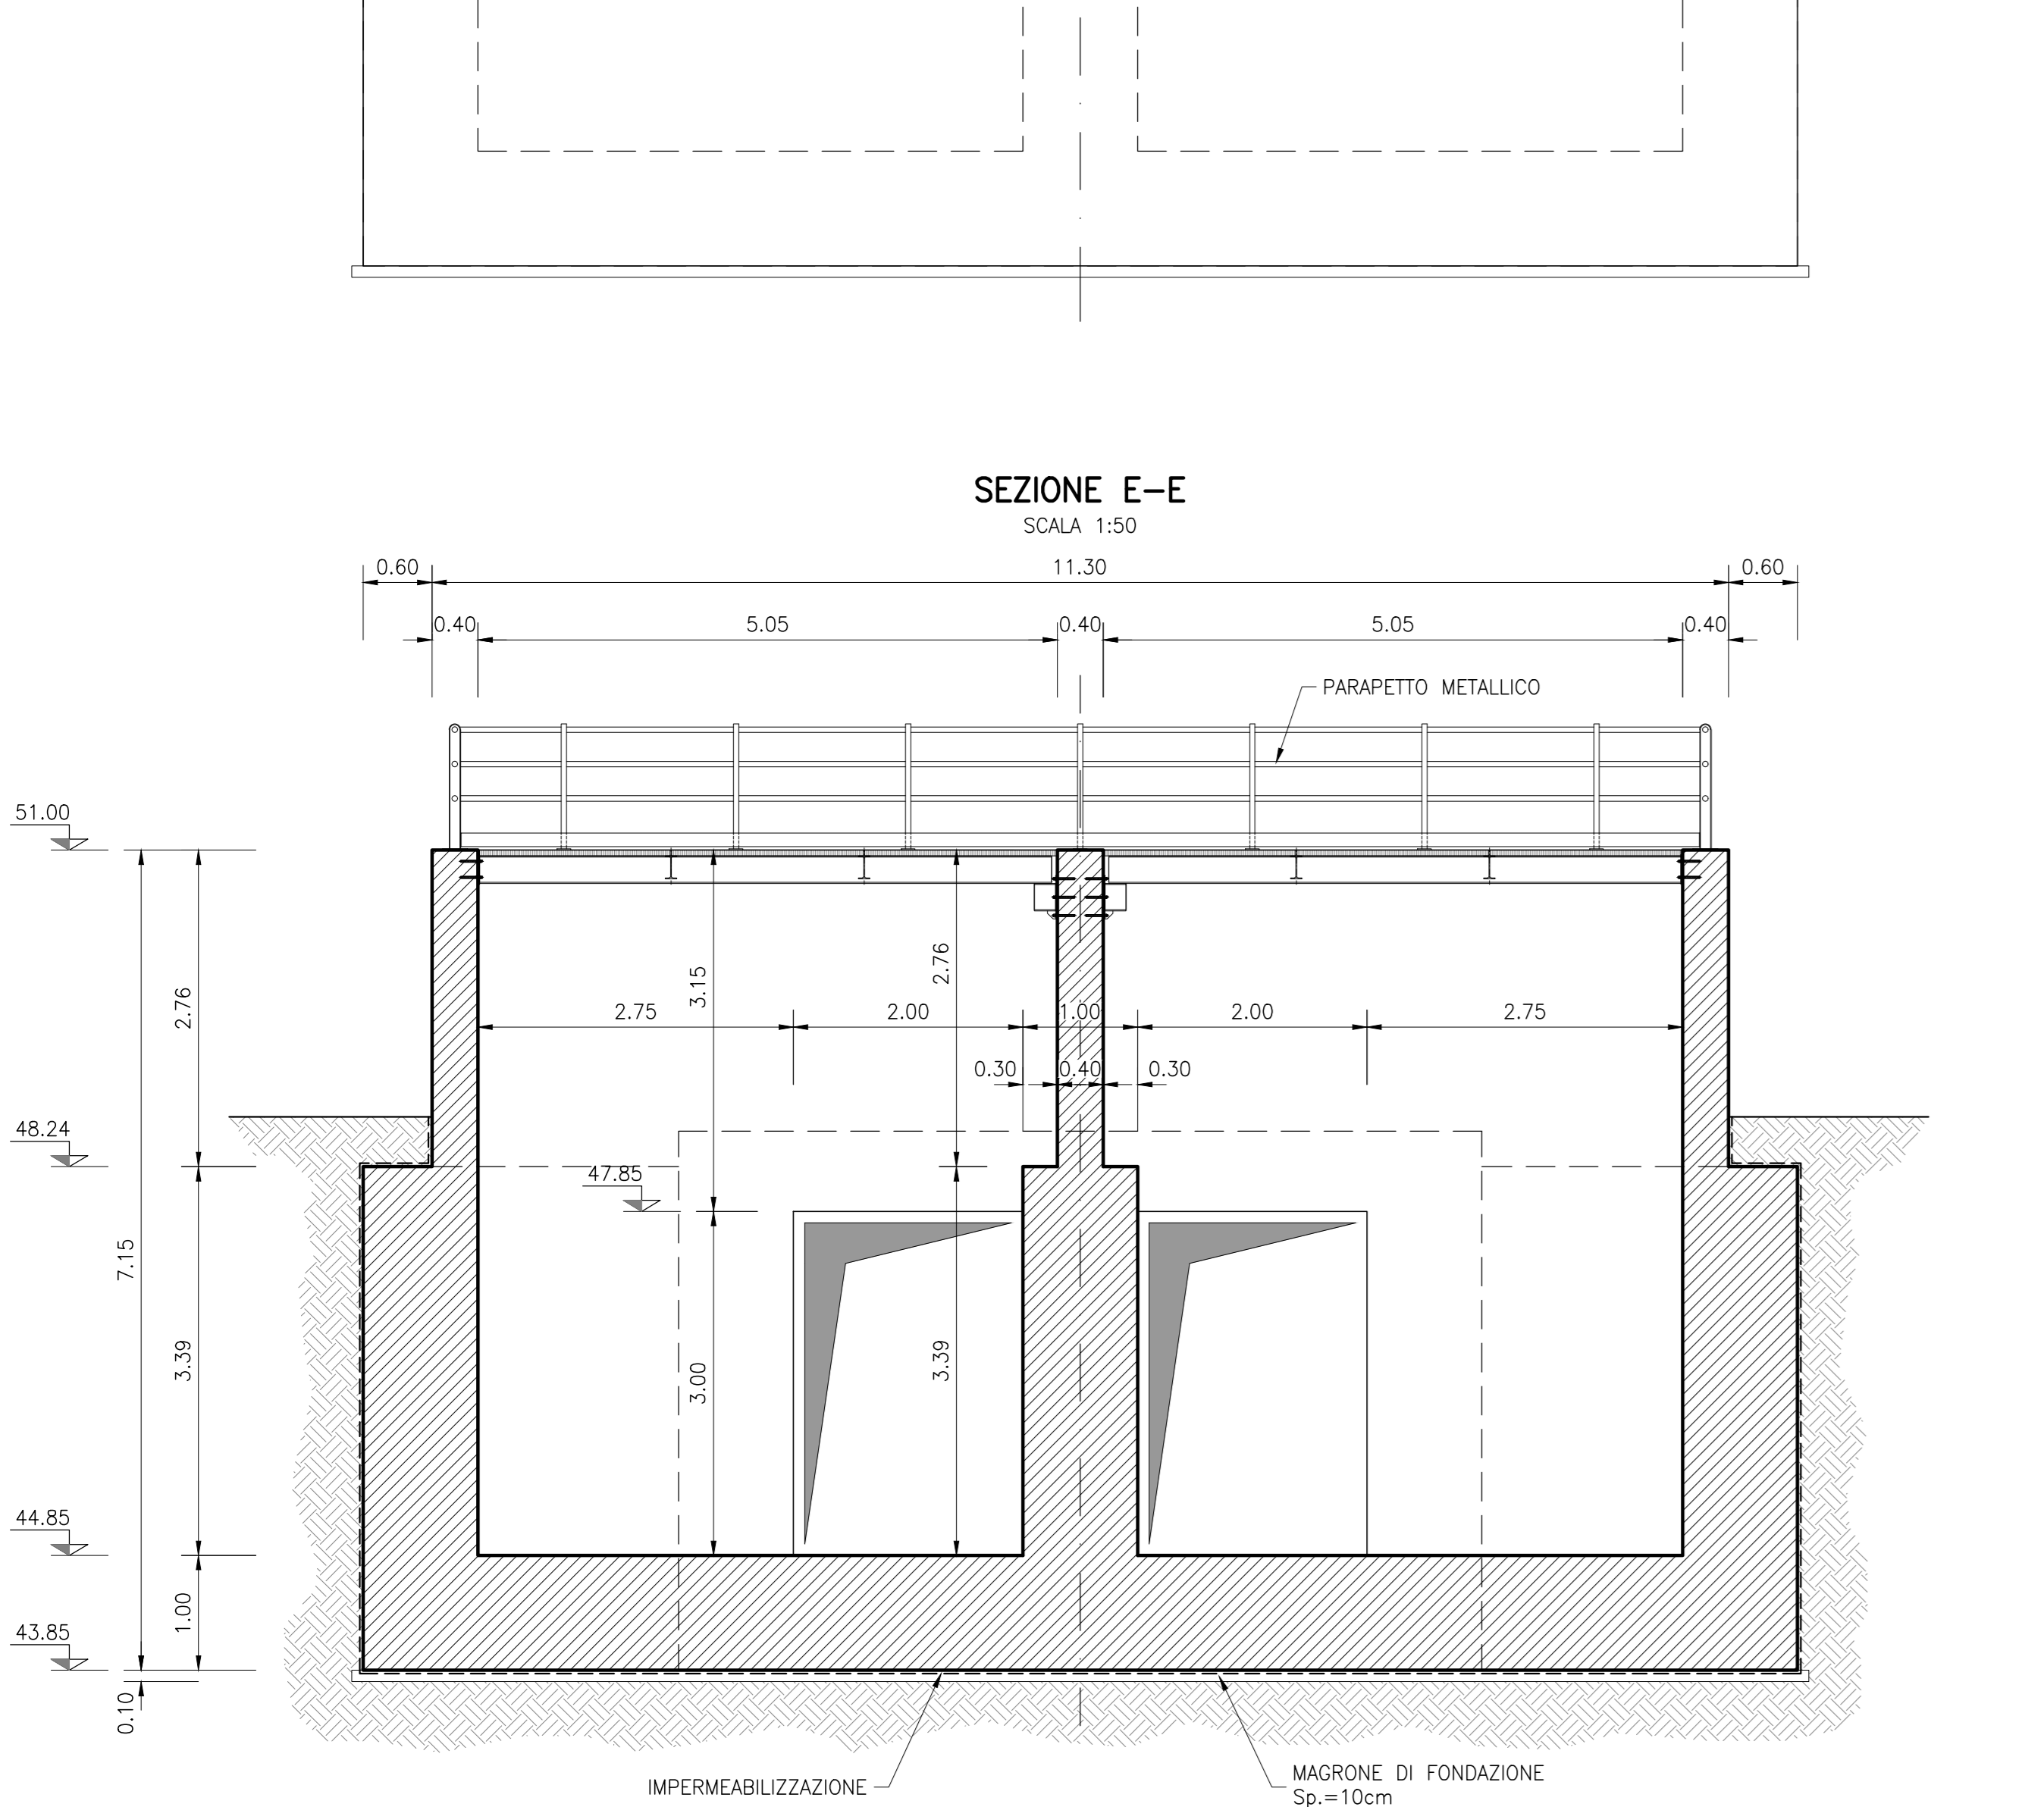 SEZIONE E-E
SCALA 1:50
0.60 11.30 0.60
0.40 5.05 0.40 5.05 0.40
PARAPETTO METALLICO
51.00
2.76
3.15
2.76
2.75 2.00 1.00 2.00 2.75
0.30 0.40 0.30
48.24
47.85
7.15
3.39
3.00
3.39
44.85
1.00
43.85
0.10
IMPERMEABILIZZAZIONE
MAGRONE DI FONDAZIONE
Sp.=10cm